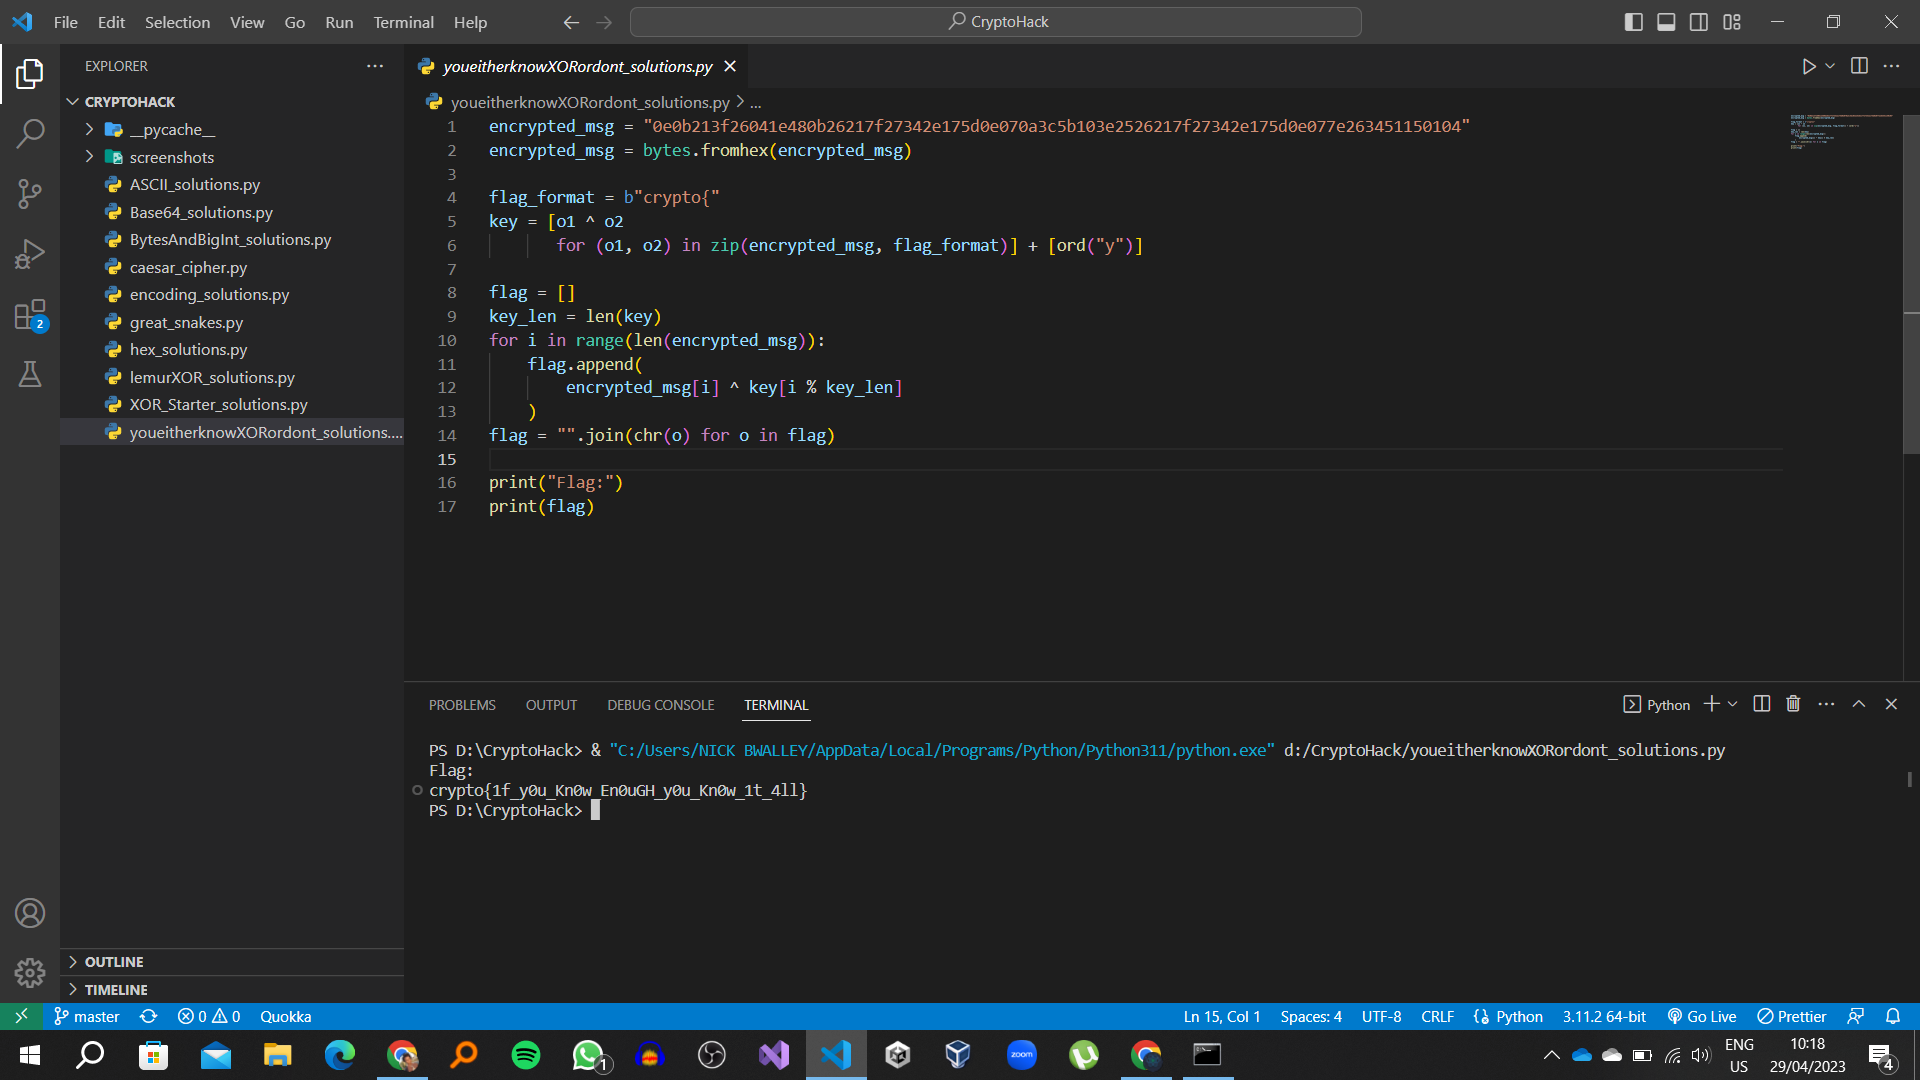 File Edit Selection View Go Run Terminal Help
CryptoHack
EXPLORER
CRYPTOHACK
__pycache__
screenshots
ASCII_solutions.py
Base64_solutions.py
BytesAndBigInt_solutions.py
caesar_cipher.py
encoding_solutions.py
great_snakes.py
hex_solutions.py
lemurXOR_solutions.py
XOR_Starter_solutions.py
youeitherknowXORordont_solutions....
OUTLINE
TIMELINE
2
youeitherknowXORordont_solutions.py
youeitherknowXORordont_solutions.py > ...
1 encrypted_msg = "0e0b213f26041e480b26217f27342e175d0e070a3c5b103e2526217f27342e175d0e077e263451150104"
2 encrypted_msg = bytes.fromhex(encrypted_msg)
3
4 flag_format = b"crypto{"
5 key = [o1 ^ o2
6 for (o1, o2) in zip(encrypted_msg, flag_format)] + [ord("y")]
7
8 flag = []
9 key_len = len(key)
10 for i in range(len(encrypted_msg)):
11 flag.append(
12 encrypted_msg[i] ^ key[i % key_len]
13 )
14 flag = "".join(chr(o) for o in flag)
15
16 print("Flag:")
17 print(flag)
PROBLEMS OUTPUT DEBUG CONSOLE TERMINAL
Python
PS D:\CryptoHack> & "C:/Users/NICK BWALLEY/AppData/Local/Programs/Python/Python311/python.exe" d:/CryptoHack/youeitherknowXORordont_solutions.py
Flag:
crypto{1f_y0u_Kn0w_En0uGH_y0u_Kn0w_1t_4ll}
PS D:\CryptoHack>
master 0 0 Quokka Ln 15, Col 1 Spaces: 4 UTF-8 CRLF Python 3.11.2 64-bit Go Live Prettier
1
zoom
ENG
US
10:18
29/04/2023
4